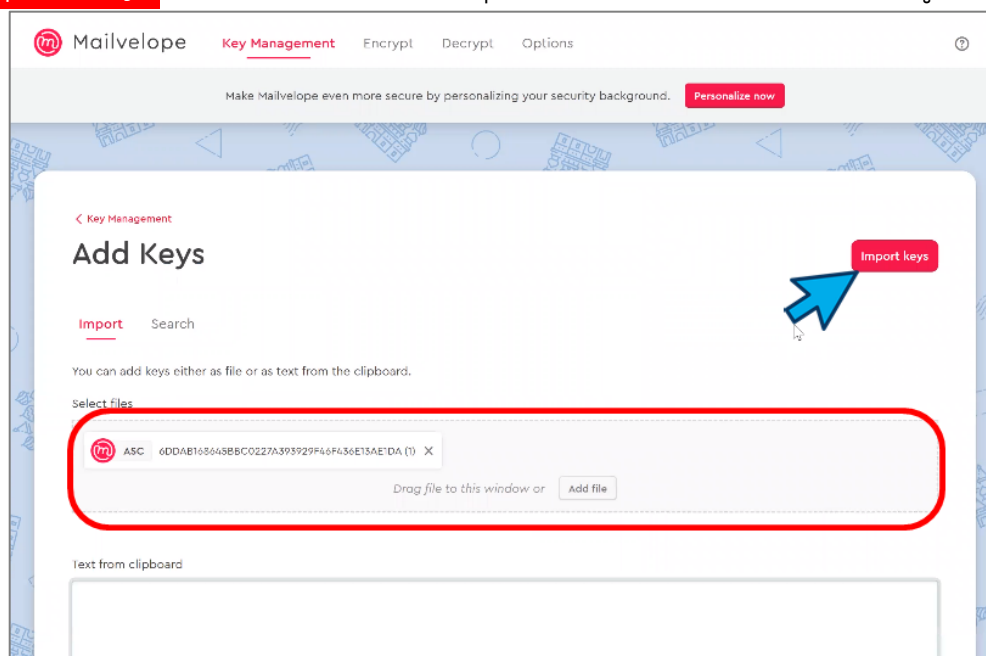 Mailvelope Key Management Encrypt Decrypt Options
Make Mailvelope even more secure by personalizing your security background. Personalize now
Key Management
Add Keys
Import keys
Import Search
You can add keys either as file or as text from the clipboard.
Select files
ASC 6DDAB168645BBC0227A393929F46F436E13AE1DA (1)
Drag file to this window or Add file
Text from clipboard